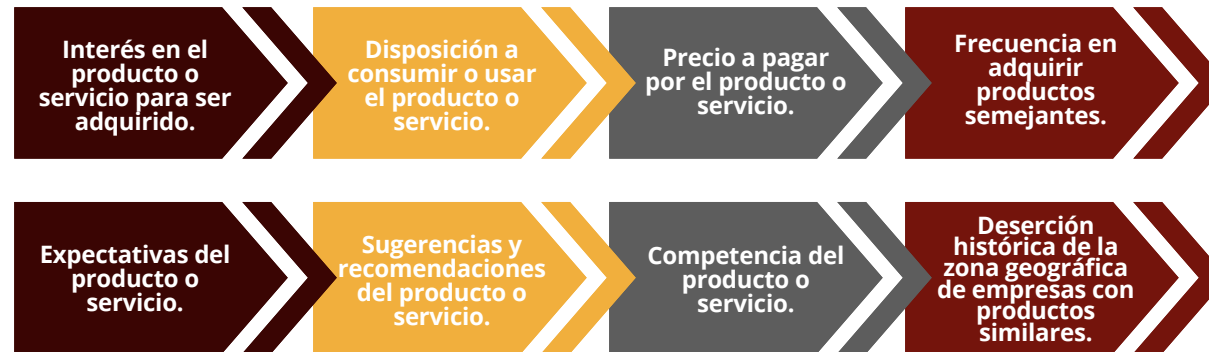 Interés en el
producto o
servicio para ser
adquirido.
Disposición a
consumir o usar
el producto o
servicio.
Precio a pagar
por el producto o
servicio.
Frecuencia en
adquirir
productos
semejantes.
Expectativas del
producto o
servicio.
Sugerencias y
recomendaciones
del producto o
servicio.
Competencia del
producto o
servicio.
Deserción
histórica de la
zona geográfica
de empresas con
productos
similares.